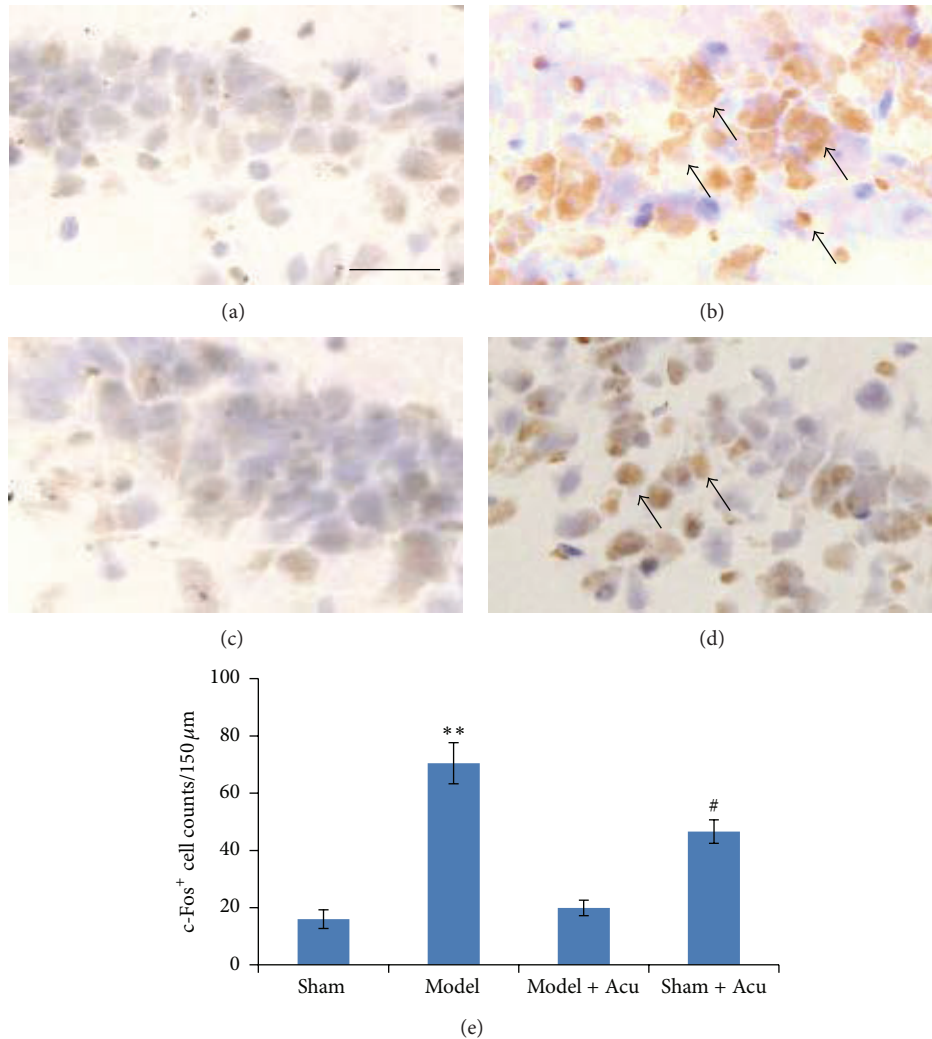 (a)
(b)
(c)
(d)
100
80
60
40
20
0
c-Fos⁺ cell counts/150 μm
**
#
Sham
Model
Model + Acu
Sham + Acu
(e)